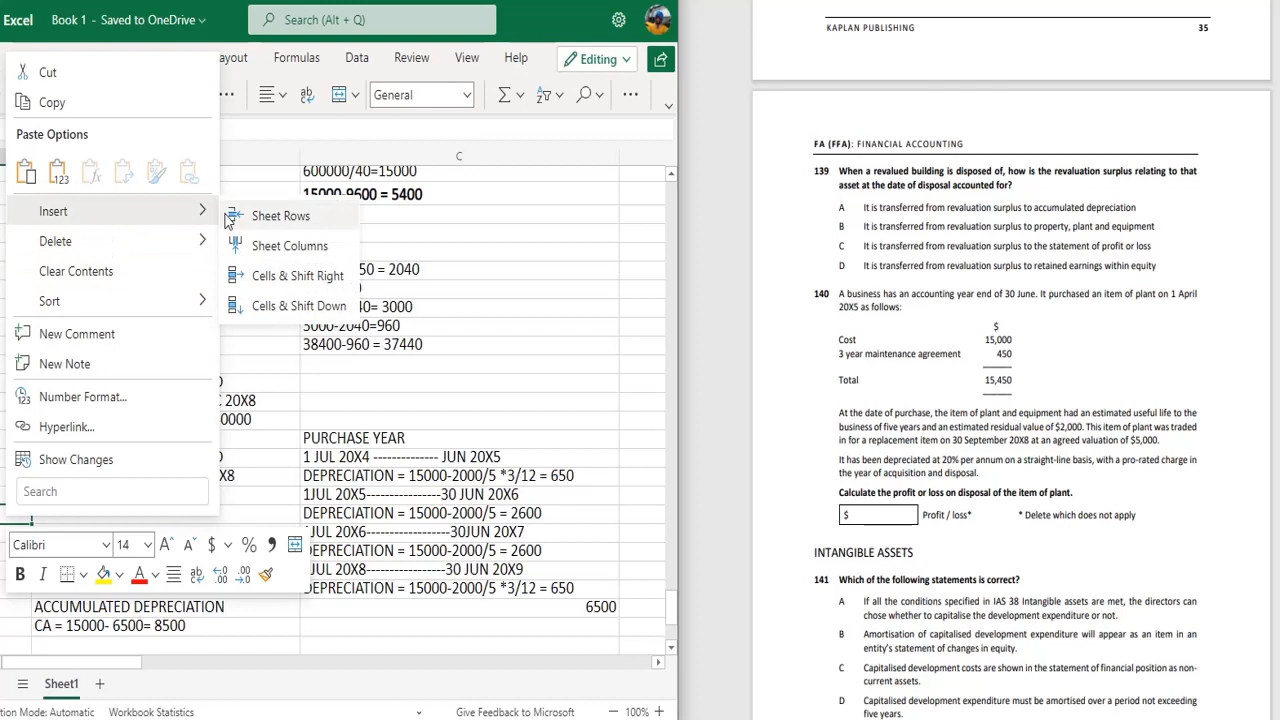 Excel
Book 1 - Saved to OneDrive
Search (Alt + Q)
ayout
Formulas
Data
Review
View
Help
Editing
General
Cut
Copy
Paste Options
Insert
Delete
Clear Contents
Sort
New Comment
New Note
Number Format...
Hyperlink...
Show Changes
Search
Sheet Rows
Sheet Columns
Cells & Shift Right
Cells & Shift Down
Calibri
14
C
600000/40=15000
15000-9600 = 5400
50 = 2040
40= 3000
3000-2040=960
38400-960 = 37440
20X8
0000
PURCHASE YEAR
1 JUL 20X4 -------------- JUN 20X5
DEPRECIATION = 15000-2000/5 *3/12 = 650
X8
1JUL 20X5----------------30 JUN 20X6
DEPRECIATION = 15000-2000/5 = 2600
JUL 20X6------------------30JUN 20X7
DEPRECIATION = 15000-2000/5 = 2600
JUL 20X8----------------30 JUN 20X9
DEPRECIATION = 15000-2000/5 *3/12 = 650
ACCUMULATED DEPRECIATION 6500
CA = 15000- 6500= 8500
Sheet1
tion Mode: Automatic
Workbook Statistics
Give Feedback to Microsoft
100%
KAPLAN PUBLISHING 35
FA (FFA): FINANCIAL ACCOUNTING
139 When a revalued building is disposed of, how is the revaluation surplus relating to that
asset at the date of disposal accounted for?
A It is transferred from revaluation surplus to accumulated depreciation
B It is transferred from revaluation surplus to property, plant and equipment
C It is transferred from revaluation surplus to the statement of profit or loss
D It is transferred from revaluation surplus to retained earnings within equity
140 A business has an accounting year end of 30 June. It purchased an item of plant on 1 April
20X5 as follows:
$
Cost 15,000
3 year maintenance agreement 450
Total 15,450
At the date of purchase, the item of plant and equipment had an estimated useful life to the
business of five years and an estimated residual value of $2,000. This item of plant was traded
in for a replacement item on 30 September 20X8 at an agreed valuation of $5,000.
It has been depreciated at 20% per annum on a straight-line basis, with a pro-rated charge in
the year of acquisition and disposal.
Calculate the profit or loss on disposal of the item of plant.
$ Profit / loss* * Delete which does not apply
INTANGIBLE ASSETS
141 Which of the following statements is correct?
A If all the conditions specified in IAS 38 Intangible assets are met, the directors can
chose whether to capitalise the development expenditure or not.
B Amortisation of capitalised development expenditure will appear as an item in an
entity's statement of changes in equity.
C Capitalised development costs are shown in the statement of financial position as non-
current assets.
D Capitalised development expenditure must be amortised over a period not exceeding
five years.